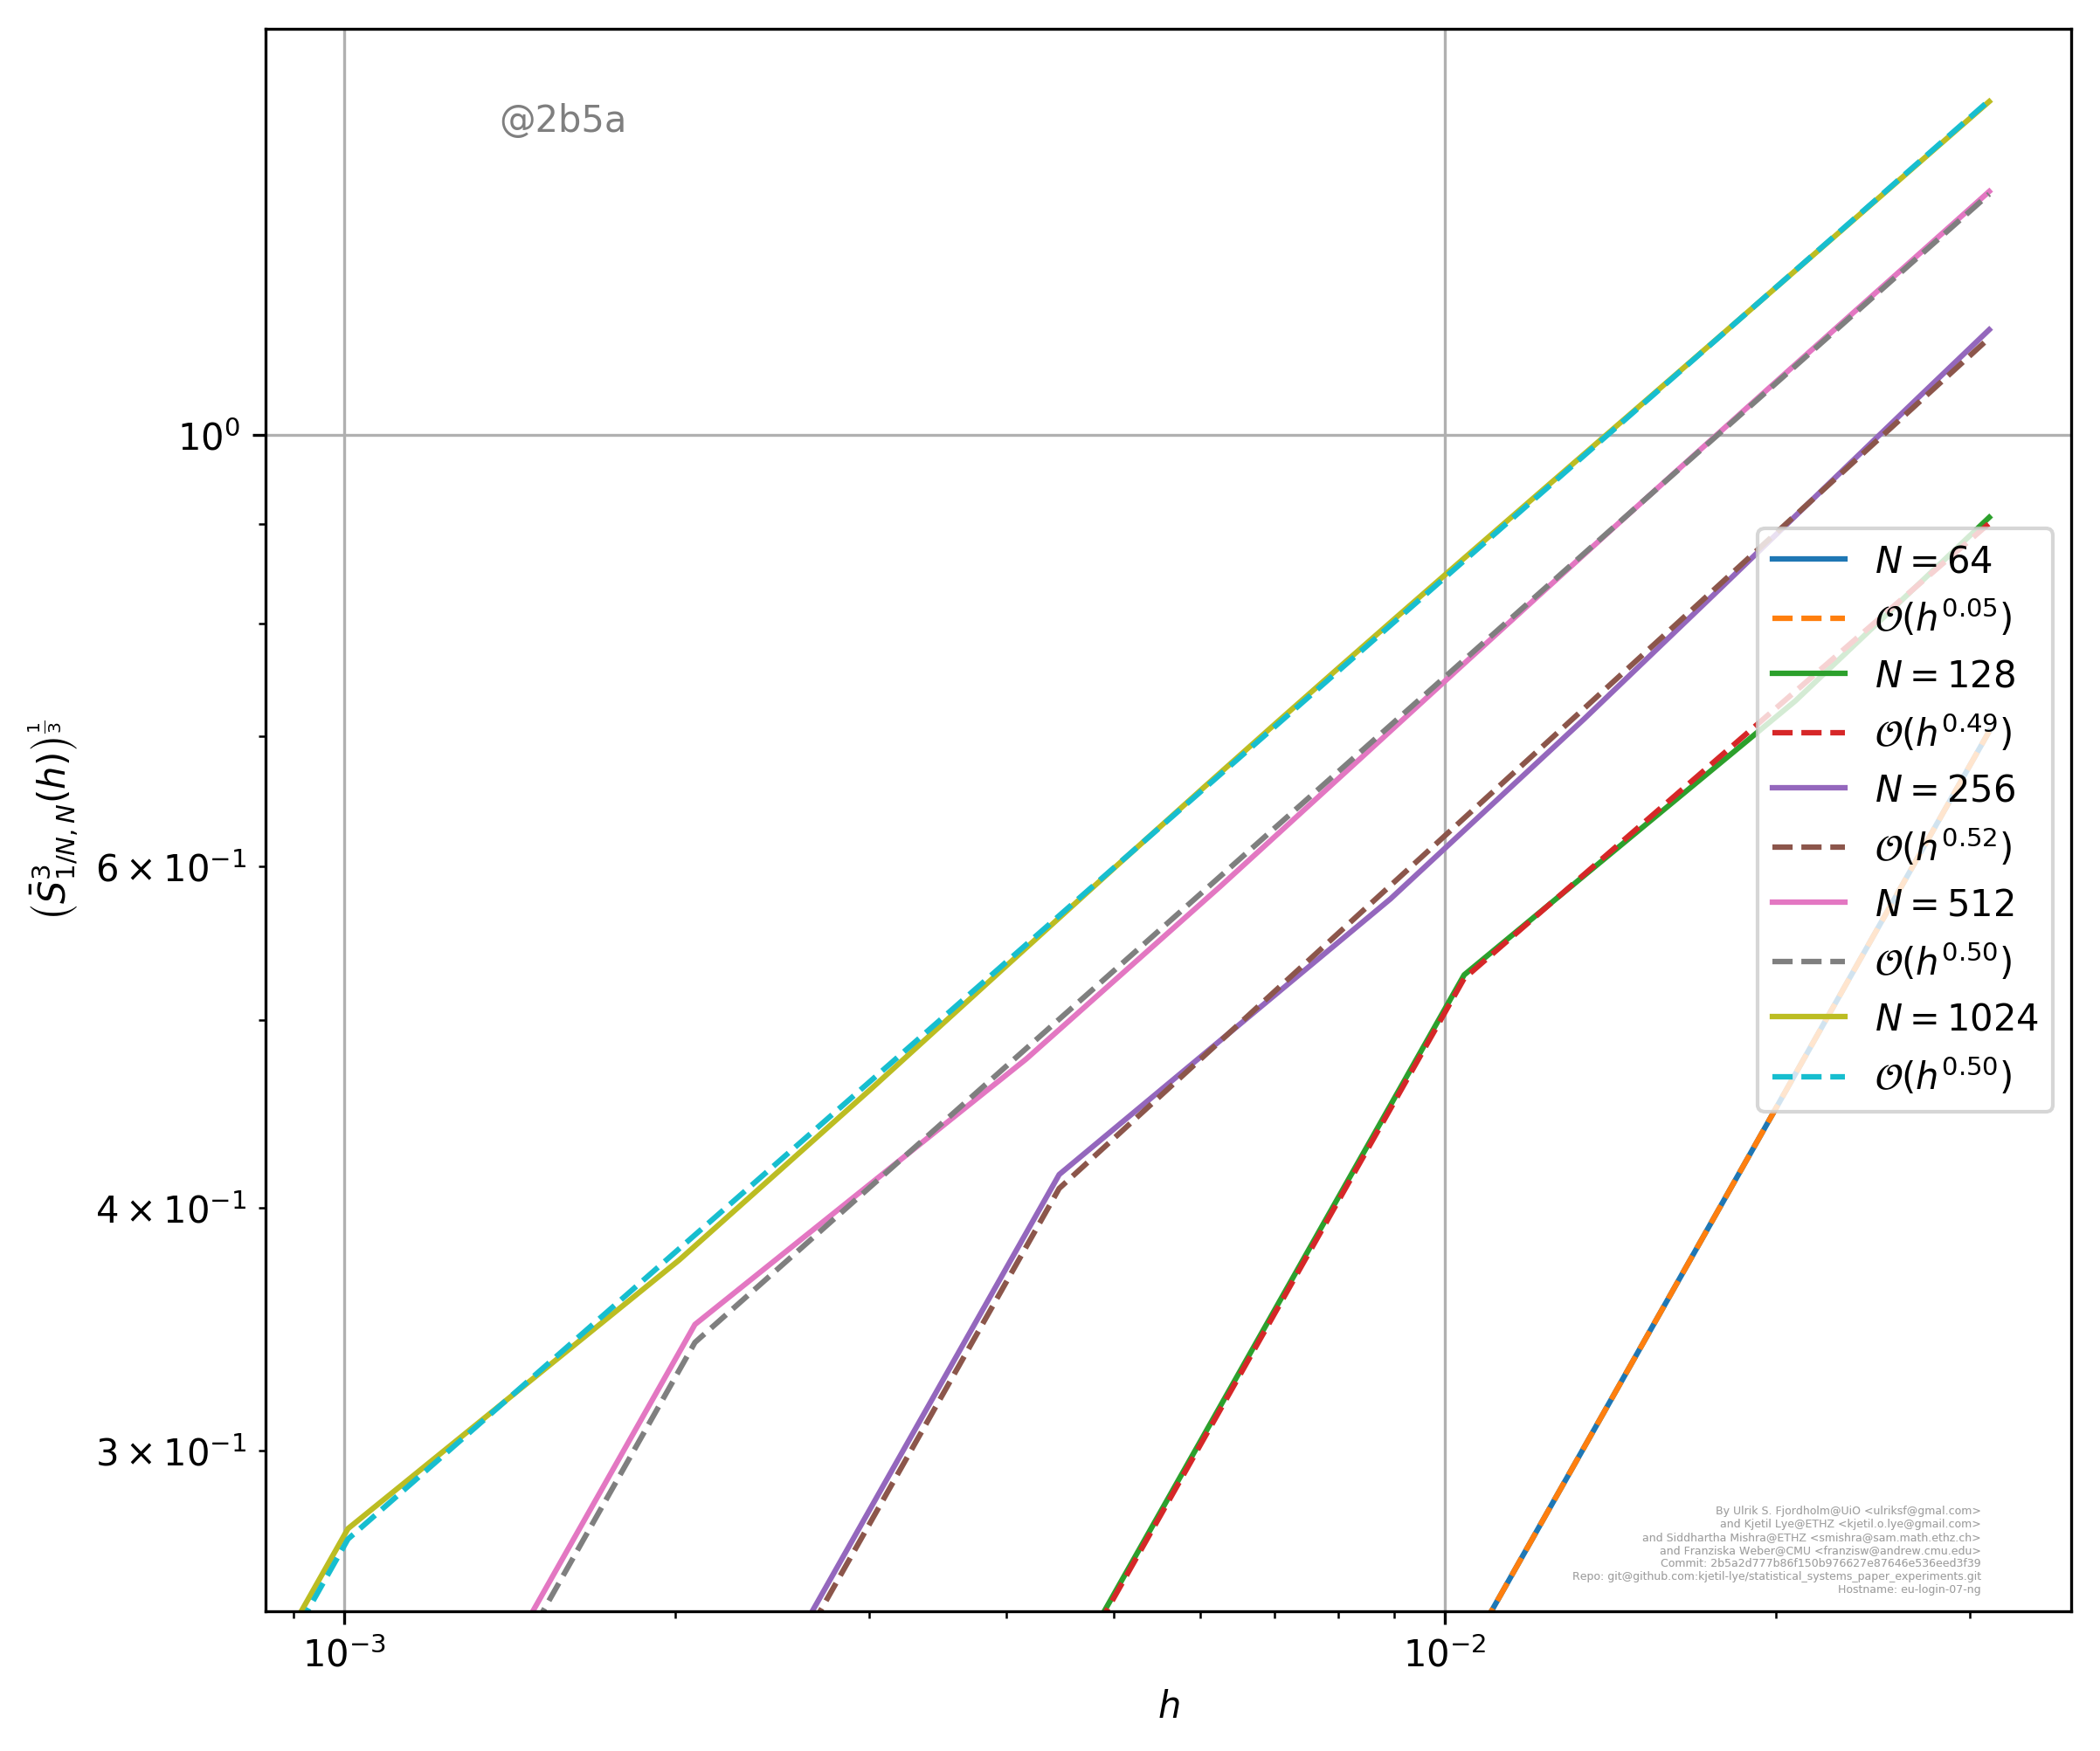 @2b5a
10⁰
6 × 10⁻¹
4 × 10⁻¹
3 × 10⁻¹
(S̄³₁/N,N(h))^(1/3)
N = 64
𝒪(h^0.05)
N = 128
𝒪(h^0.49)
N = 256
𝒪(h^0.52)
N = 512
𝒪(h^0.50)
N = 1024
𝒪(h^0.50)
By Ulrik S. Fjordholm@UiO <ulriksf@gmal.com>
and Kjetil Lye@ETHZ <kjetil.o.lye@gmail.com>
and Siddhartha Mishra@ETHZ <smishra@sam.math.ethz.ch>
and Franziska Weber@CMU <franzisw@andrew.cmu.edu>
Commit: 2b5a2d777b86f150b976627e87646e536eed3f39
Repo: git@github.com:kjetil-lye/statistical_systems_paper_experiments.git
Hostname: eu-login-07-ng
10⁻³
10⁻²
h